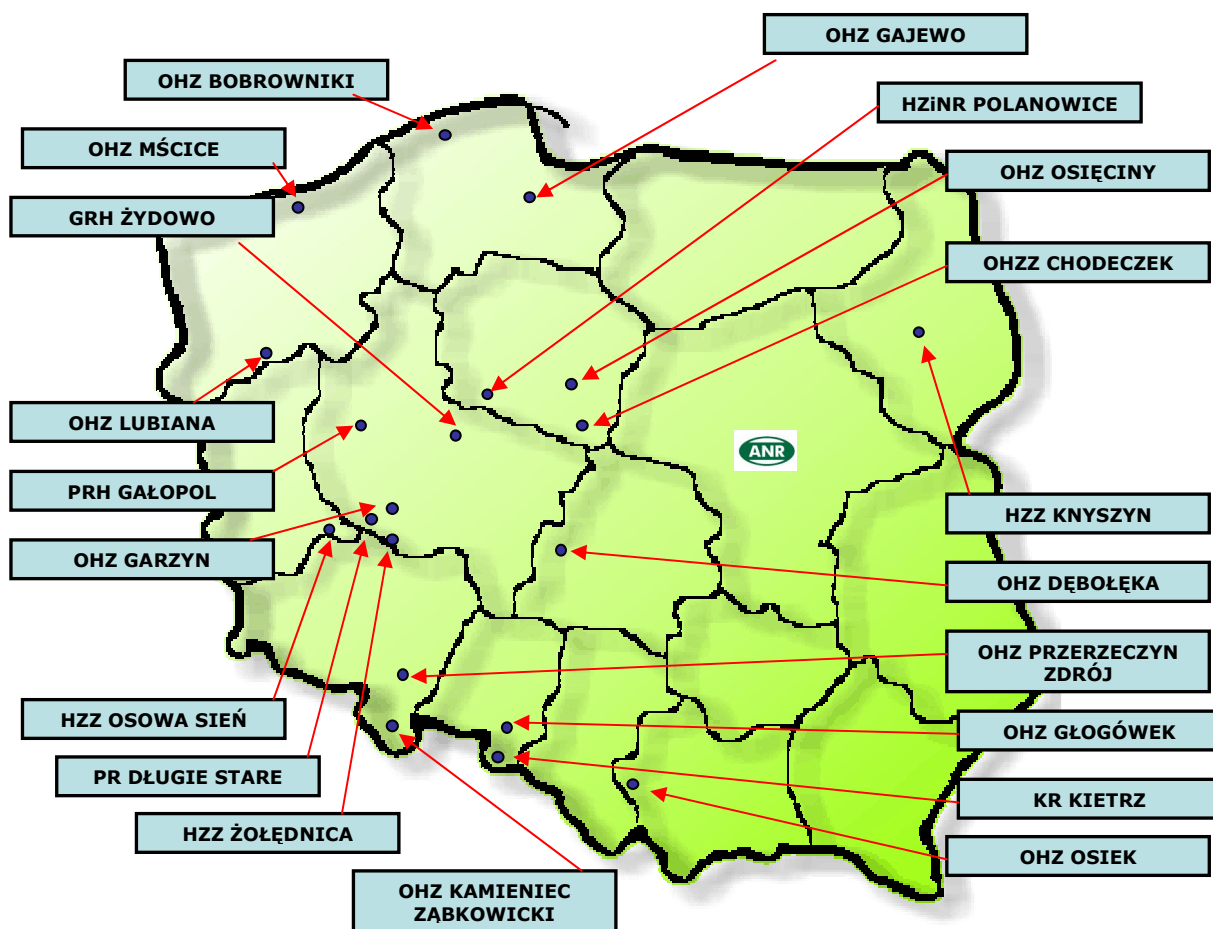 OHZ GAJEWO
OHZ BOBROWNIKI
HZiNR POLANOWICE
OHZ MŚCICE
OHZ OSIĘCINY
GRH ŻYDOWO
OHZZ CHODECZEK
OHZ LUBIANA
ANR
PRH GAŁOPOL
HZZ KNYSZYN
OHZ GARZYN
OHZ DĘBOŁĘKA
OHZ PRZERZECZYN
ZDRÓJ
HZZ OSOWA SIEŃ
OHZ GŁOGÓWEK
PR DŁUGIE STARE
KR KIETRZ
HZZ ŻOŁĘDNICA
OHZ OSIEK
OHZ KAMIENIEC
ZĄBKOWICKI